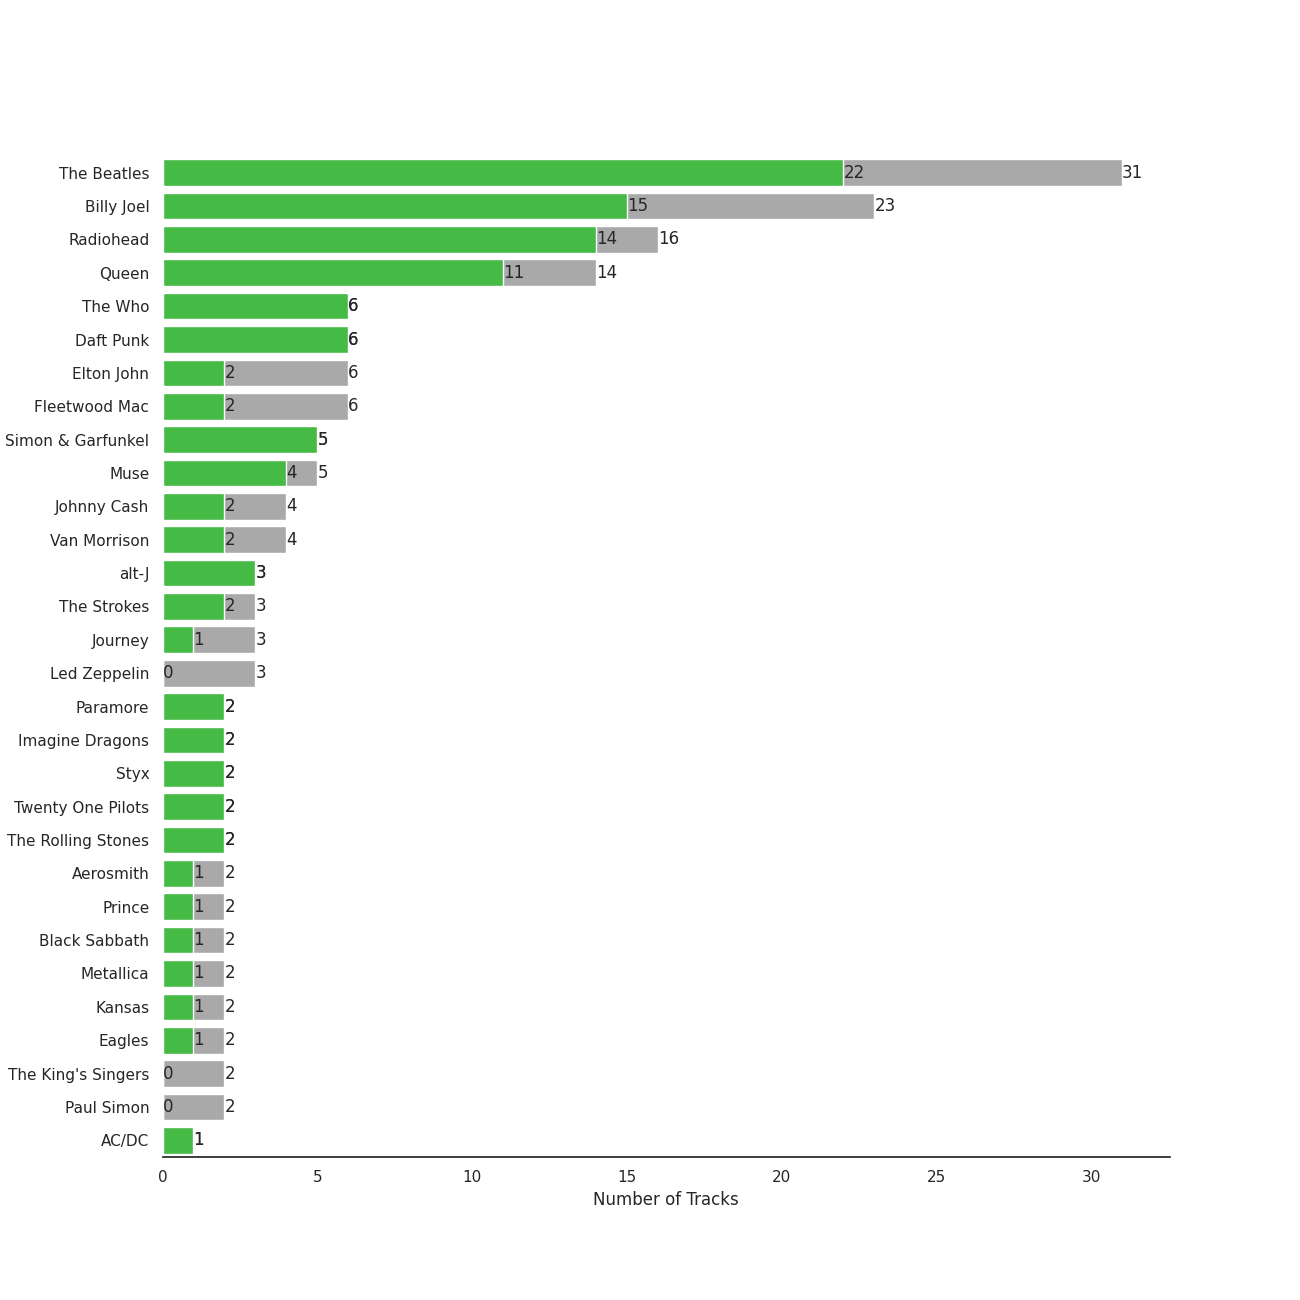 The Beatles 22 31
Billy Joel 15 23
Radiohead 14 16
Queen 11 14
The Who 6
Daft Punk 6
Elton John 2 6
Fleetwood Mac 2 6
Simon & Garfunkel 5
Muse 4 5
Johnny Cash 2 4
Van Morrison 2 4
alt-J 3
The Strokes 2 3
Journey 1 3
Led Zeppelin 0 3
Paramore 2
Imagine Dragons 2
Styx 2
Twenty One Pilots 2
The Rolling Stones 2
Aerosmith 1 2
Prince 1 2
Black Sabbath 1 2
Metallica 1 2
Kansas 1 2
Eagles 1 2
The King's Singers 0 2
Paul Simon 0 2
AC/DC 1
0 5 10 15 20 25 30
Number of Tracks